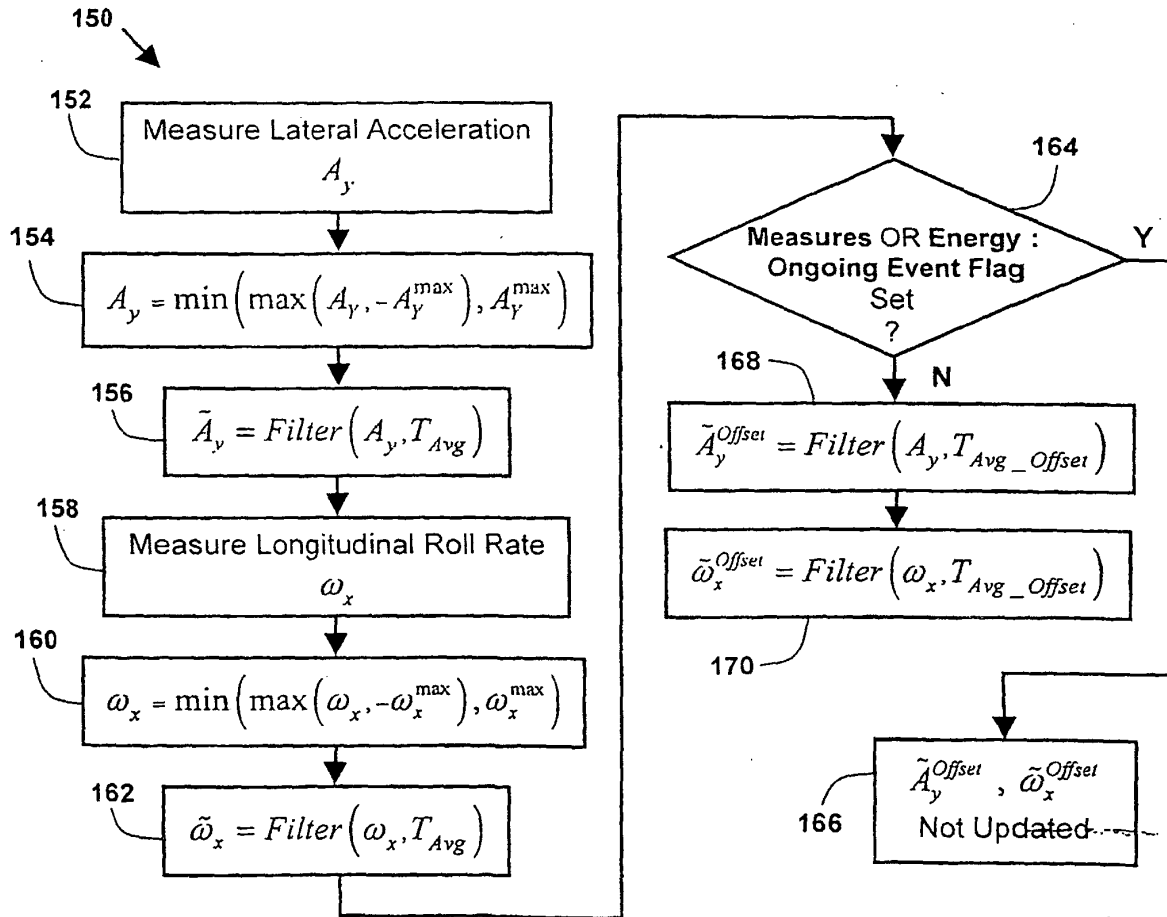 150
152
Measure Lateral Acceleration
A_y
154
A_y = min(max(A_Y, -A_Y^max), A_Y^max)
156
Ã_y = Filter(A_y, T_Avg)
158
Measure Longitudinal Roll Rate
ω_x
160
ω_x = min(max(ω_x, -ω_x^max), ω_x^max)
162
ω̃_x = Filter(ω_x, T_Avg)
164
Measures OR Energy :
Ongoing Event Flag
Set
?
Y
N
168
Ã_y^Offset = Filter(A_y, T_Avg_Offset)
ω̃_x^Offset = Filter(ω_x, T_Avg_Offset)
170
Ã_y^Offset , ω̃_x^Offset
Not Updated
166